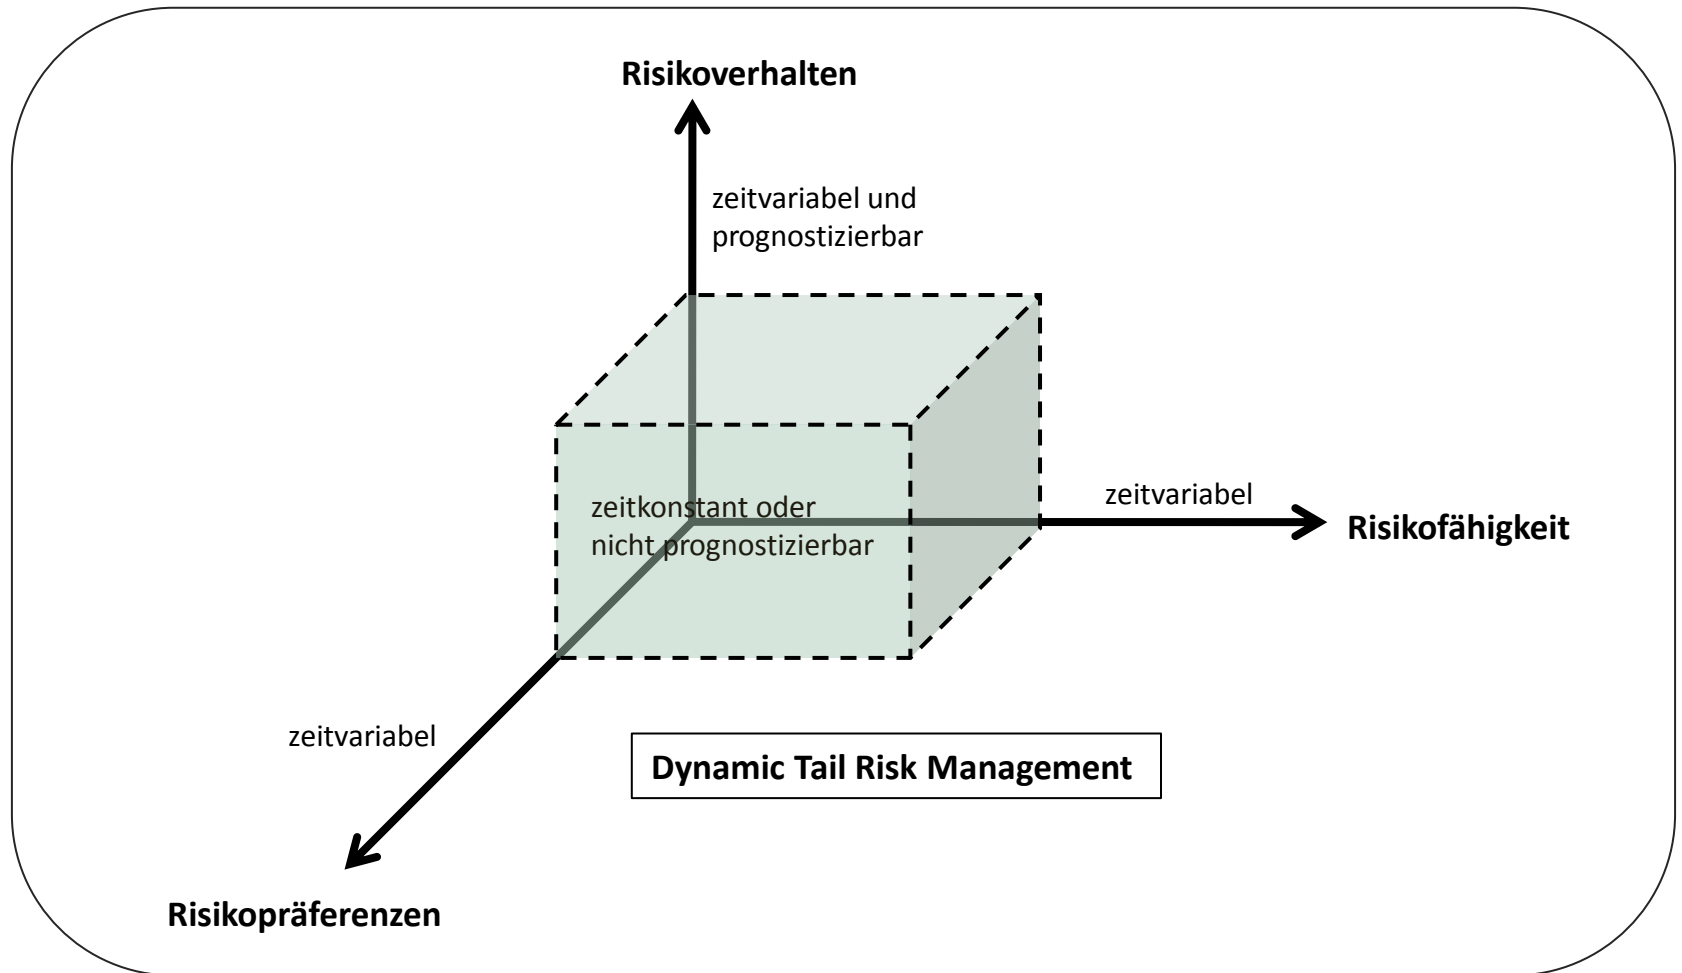 Risikoverhalten
zeitvariabel und
prognostizierbar
zeitvariabel
Risikofähigkeit
zeitkonstant oder
nicht prognostizierbar
zeitvariabel
Dynamic Tail Risk Management
Risikopräferenzen